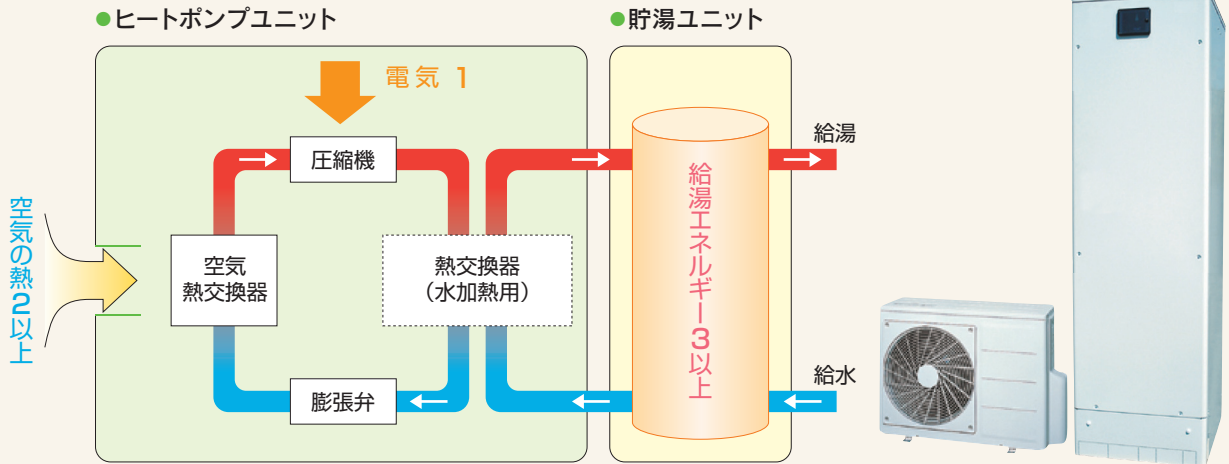 ●ヒートポンプユニット
●貯湯ユニット
電気 1
圧縮機
給湯
空気の熱2以上
空気
熱交換器
熱交換器
（水加熱用）
給湯エネルギー3以上
膨張弁
給水